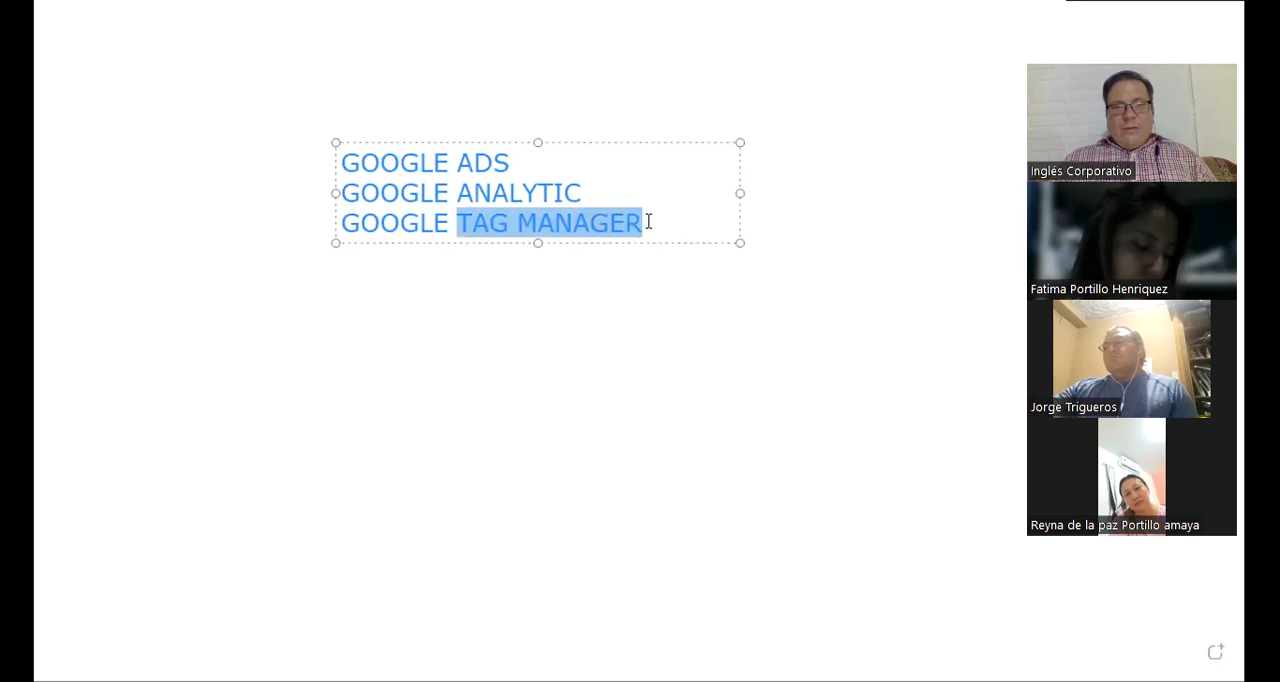 GOOGLE ADS
GOOGLE ANALYTIC
GOOGLE TAG MANAGER
Inglés Corporativo
Fatima Portillo Henriquez
Jorge Trigueros
Reyna de la paz Portillo amaya